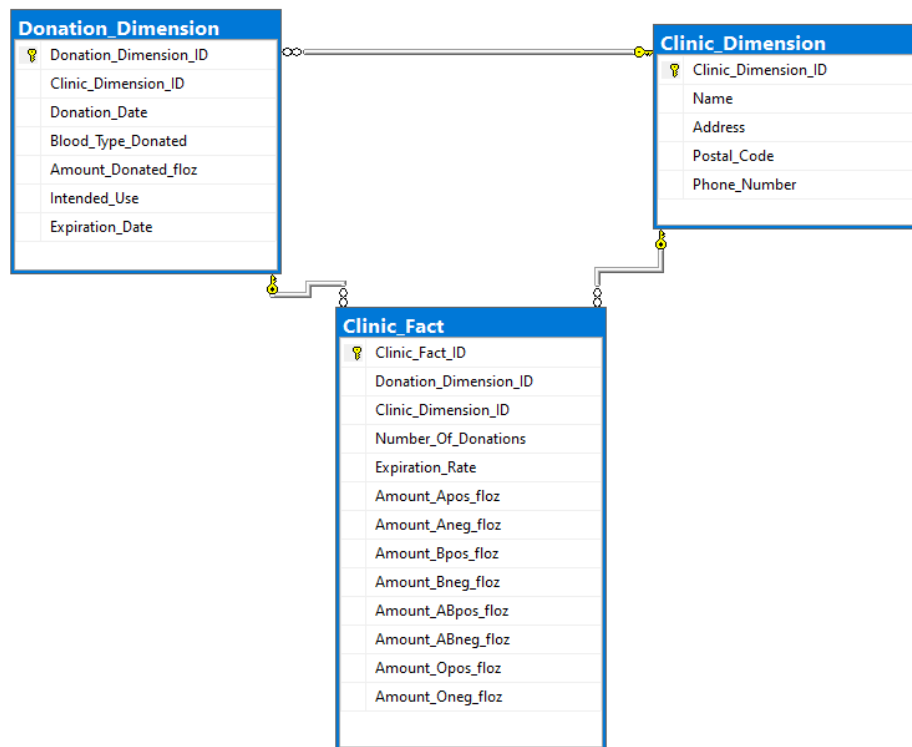 Donation_Dimension
Donation_Dimension_ID
Clinic_Dimension_ID
Donation_Date
Blood_Type_Donated
Amount_Donated_floz
Intended_Use
Expiration_Date
Clinic_Dimension
Clinic_Dimension_ID
Name
Address
Postal_Code
Phone_Number
Clinic_Fact
Clinic_Fact_ID
Donation_Dimension_ID
Clinic_Dimension_ID
Number_Of_Donations
Expiration_Rate
Amount_Apos_floz
Amount_Aneg_floz
Amount_Bpos_floz
Amount_Bneg_floz
Amount_ABpos_floz
Amount_ABneg_floz
Amount_Opos_floz
Amount_Oneg_floz